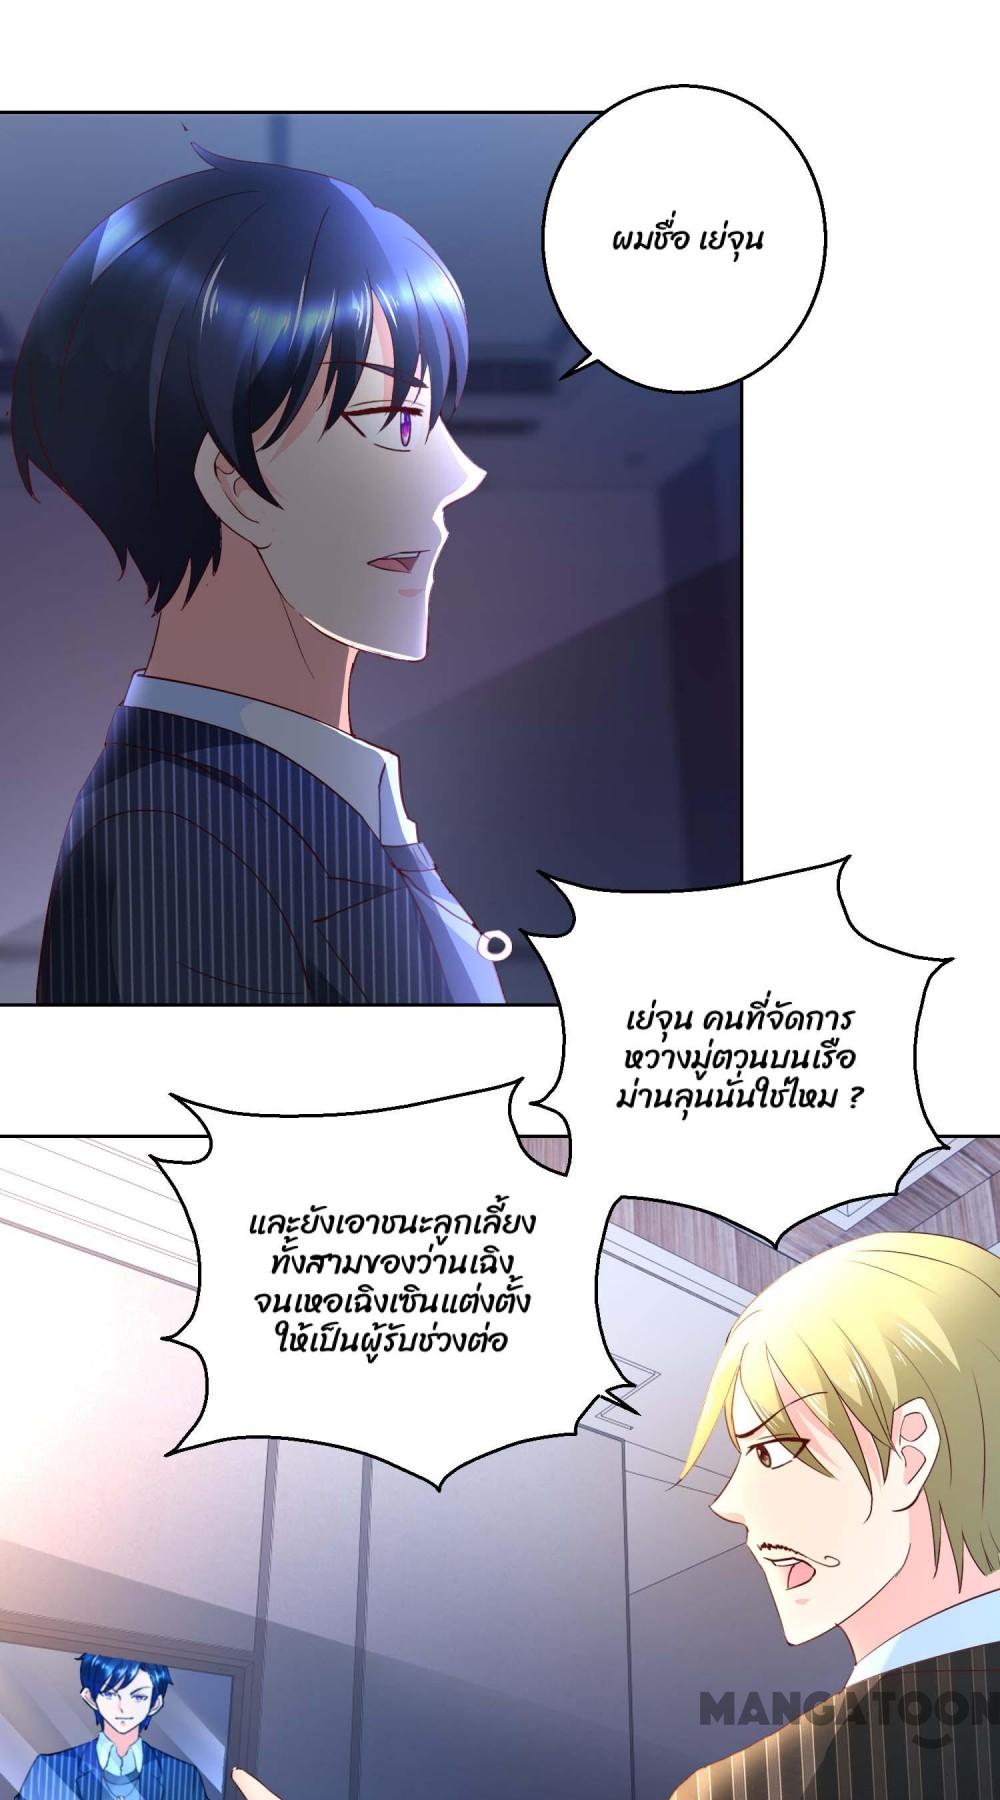 ผมชื่อ เย่จุน
เย่จุน คนที่จัดการ
หวางมู่ตวนบนเรือ
ม่านลุนนั่นใช่ไหม ?
และยังเอาชนะลูกเลี้ยง
ทั้งสามของว่านเฉิง
จนเหอเฉิงเซินแต่งตั้ง
ให้เป็นผู้รับช่วงต่อ
MANGATOON